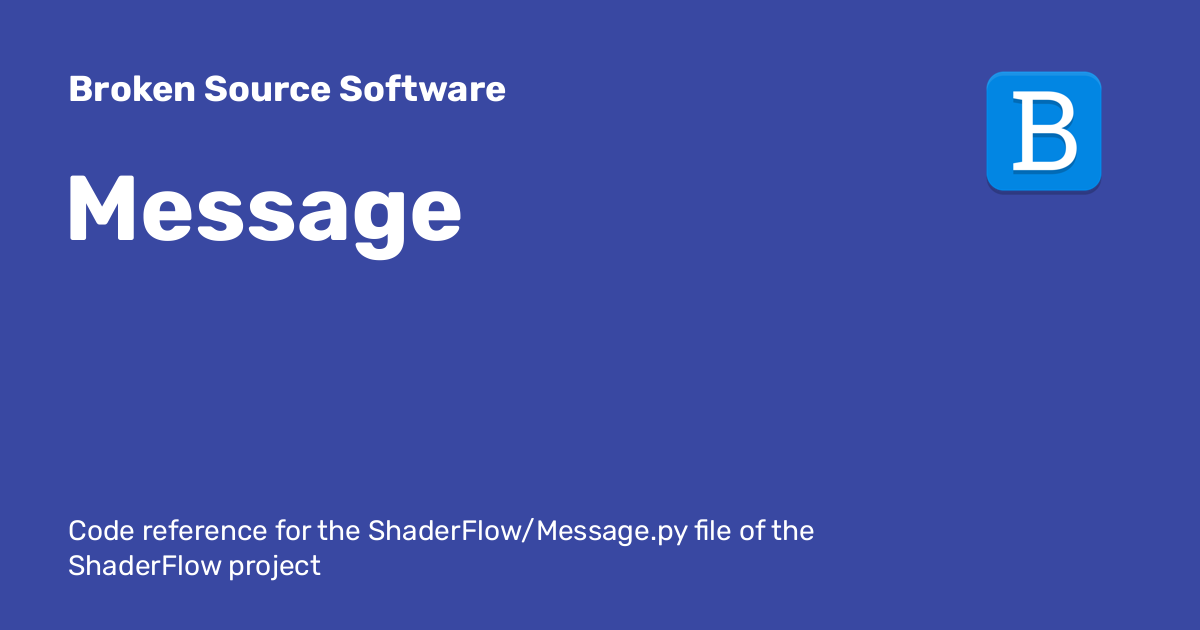 Broken Source Software
B
Message
Code reference for the ShaderFlow/Message.py file of the
ShaderFlow project